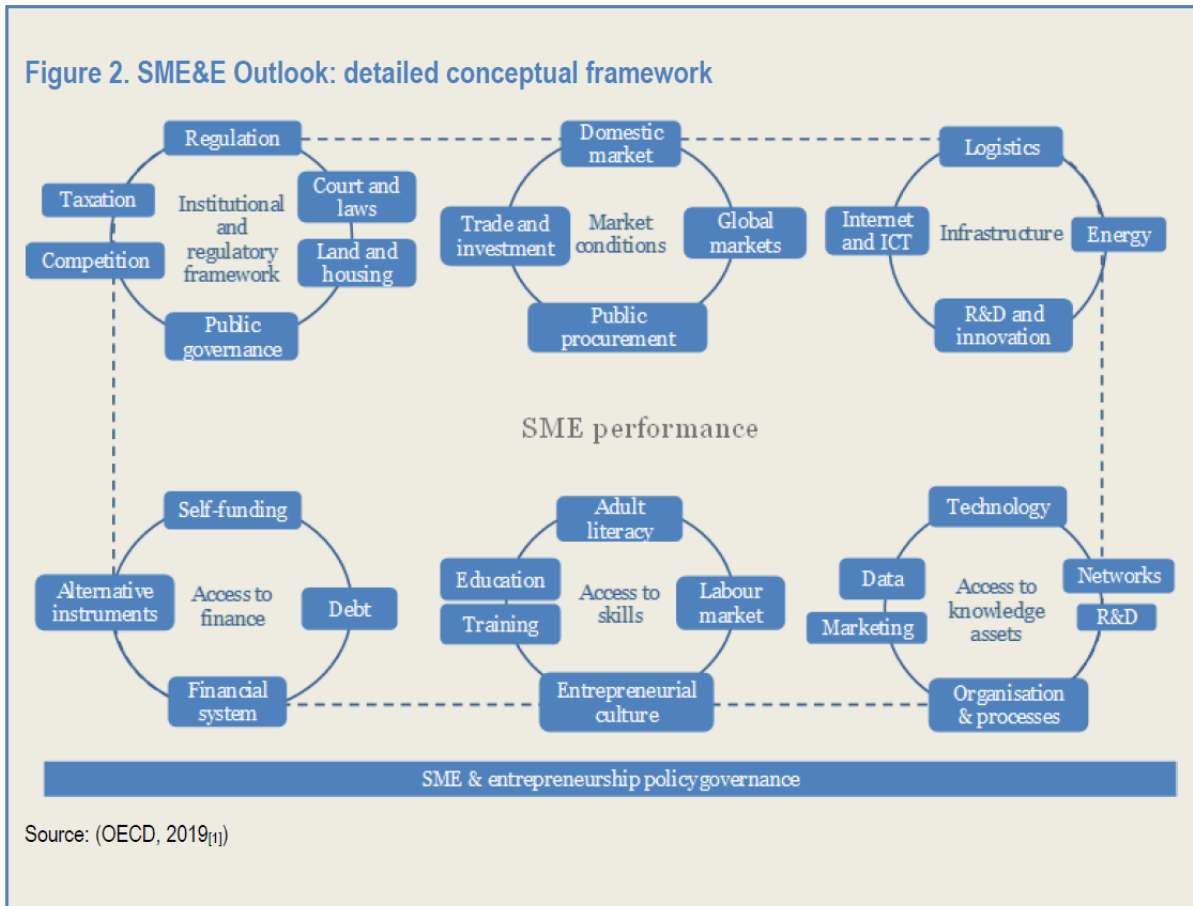 Figure 2. SME&E Outlook: detailed conceptual framework
Regulation
Taxation
Competition
Institutional
and
regulatory
framework
Court and
laws
Land and
housing
Public
governance
Domestic
market
Trade and
investment
Market
conditions
Global
markets
Public
procurement
Logistics
Internet
and ICT
Infrastructure
Energy
R&D and
innovation
SME performance
Self-funding
Alternative
instruments
Access to
finance
Debt
Financial
system
Adult
literacy
Education
Training
Access to
skills
Labour
market
Entrepreneurial
culture
Technology
Data
Marketing
Access to
knowledge
assets
Networks
R&D
Organisation
& processes
SME & entrepreneurship policy governance
Source: (OECD, 2019[1])